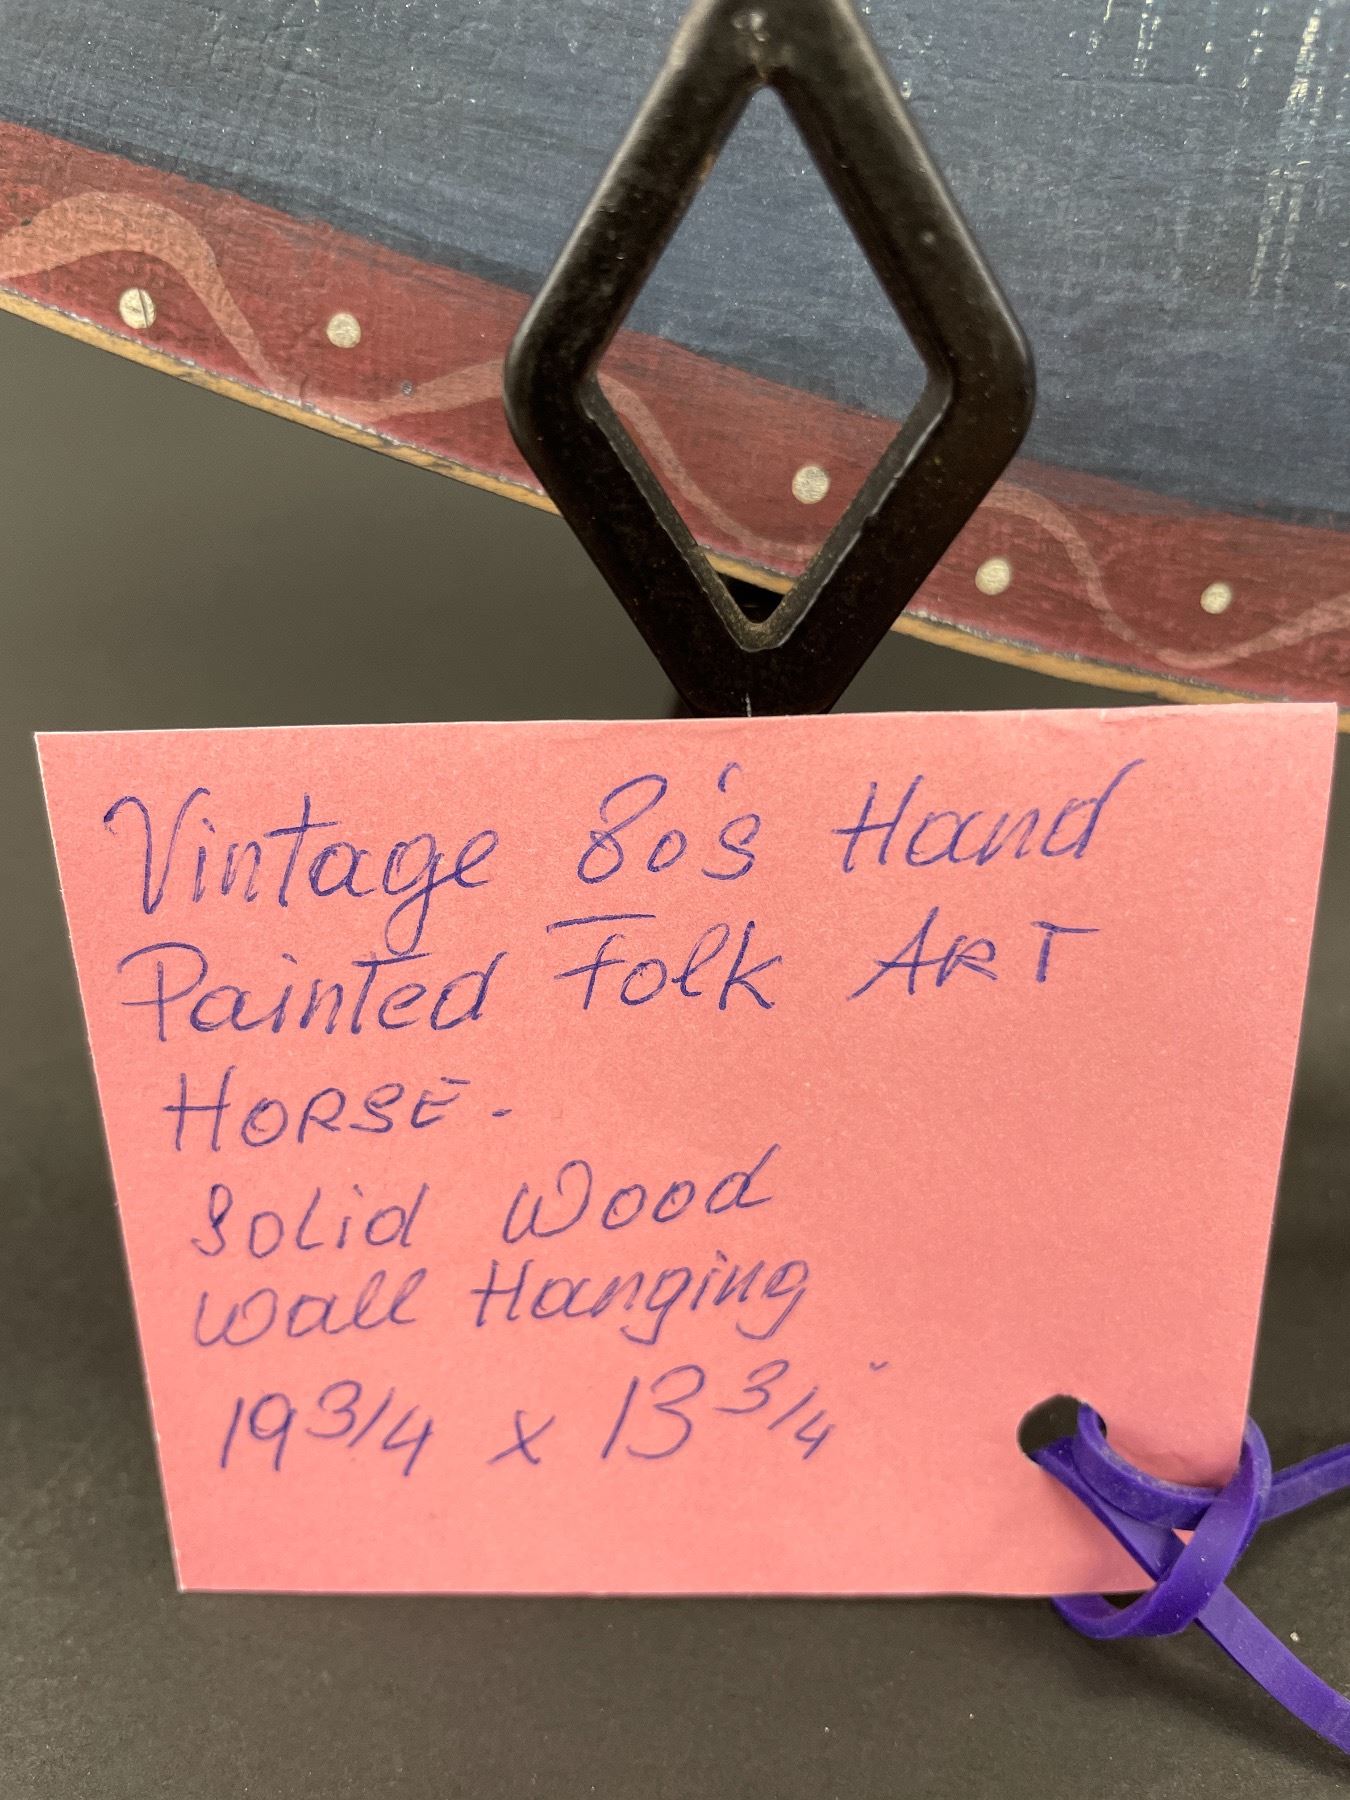 Vintage 80's Hand
Painted Folk ART
HORSE-
Solid Wood
Wall Hanging
19 3/4 x 13 3/4